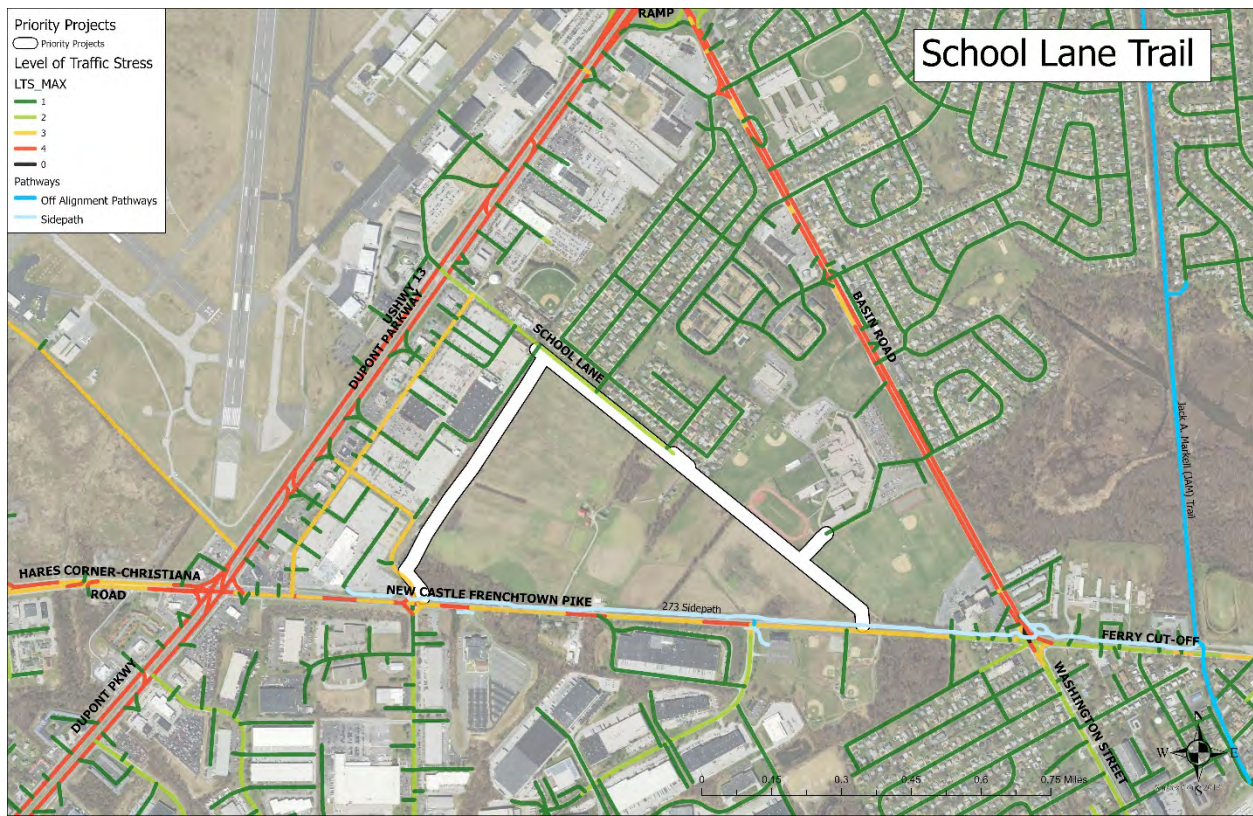 Priority Projects
Priority Projects
Level of Traffic Stress
LTS_MAX
1
2
3
4
0
Pathways
Off Alignment Pathways
Sidepath
School Lane Trail
RAMP
USHWY 13
DUPONT PARKWAY
SCHOOL LANE
BASIN ROAD
Jack A. Markell (JAM) Trail
HARES CORNER-CHRISTIANA
ROAD
NEW CASTLE FRENCHTOWN PIKE
273 Sidepath
FERRY CUT-OFF
DUPONT PKWY
WASHINGTON STREET
N
W E
S
0 0.15 0.3 0.45 0.6 0.75 Miles